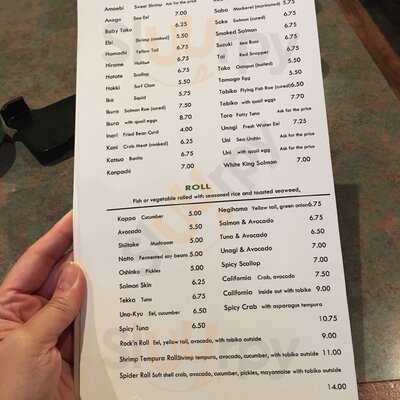 Amaebi Sweet Shrimp Ask for the price
Anago Sea Eel 7.00
Baby Tako 6.25
Ebi Shrimp (cooked) 5.50
Hamachi Yellow Tail 6.75
Hirame Halibut 6.75
Hotate Scallop 6.75
Hokki Surf Clam 5.50
Ika Squid 5.75
Ikura Salmon Roe (cured) 7.50
Ikura with quail eggs 8.70
Inari Fried Bean Curd 4.00
Kani Crab Meat (cooked) 6.25
Katsuo Bonito 6.75
Kanpachi 7.00
Saba Mackerel (marinated) 5.75
Sake Salmon (cured) 5.75
Smoked Salmon 6.75
Suzuki Sea Bass 6.75
Tai Red Snapper 6.75
Tako Octopus (boiled) 5.50
Tamago Egg 5.50
Tobiko Flying Fish Roe (cured) 6.50
Tobiko with quail eggs 7.70
Toro Fatty Tuna Ask for the price
Unagi Fresh Water Eel 7.25
Uni Sea Urchin Ask for the price
Uni with quail egg Ask for the price
White King Salmon 7.00
ROLL
Fish or vegetable rolled with seasoned rice and toasted seaweed,
Kappa Cucumber 5.00
Avocado 5.50
Shiitake Mushroom 5.00
Natto Fermented soy beans 5.00
Oshinko Pickles 5.00
Salmon Skin 6.25
Tekka Tuna 6.75
Una-Kyu Eel, cucumber 6.50
Spicy Tuna 6.50
Negihama Yellow tail, green onion 6.75
Salmon & Avocado 6.75
Tuna & Avocado 6.50
Unagi & Avocado 7.00
Spicy Scallop 7.00
California Crab, avocado 7.50
California Inside out with tobiko 9.00
Spicy Crab with asparagus tempura
10.75
Rock'n Roll Eel, yellow tail, avocado, with tobiko outside 9.00
Shrimp Tempura Roll Shrimp tempura, avocado, cucumber, with tobiko outside 11.00
Spider Roll Soft shell crab, avocado, cucumber, pickles, mayonnaise with tobiko outside
14.00